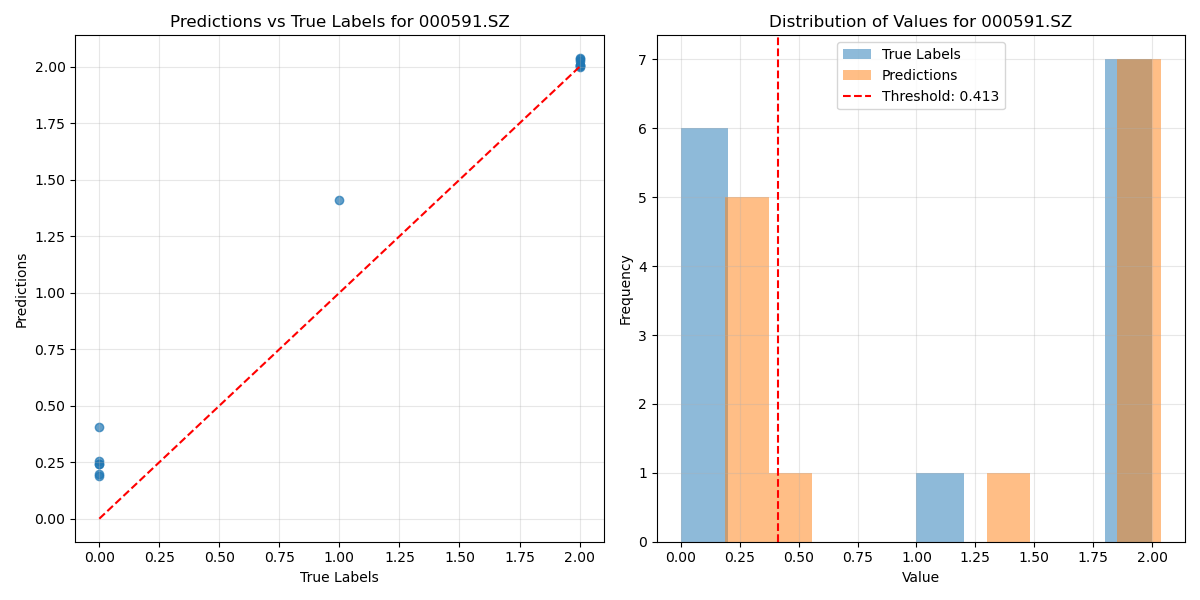 Predictions vs True Labels for 000591.SZ
2.00
1.75
1.50
1.25
1.00
0.75
0.50
0.25
0.00
Predictions
0.00 0.25 0.50 0.75 1.00 1.25 1.50 1.75 2.00
True Labels
Distribution of Values for 000591.SZ
True Labels
Predictions
Threshold: 0.413
7
6
5
4
3
2
1
0
Frequency
0.00 0.25 0.50 0.75 1.00 1.25 1.50 1.75 2.00
Value